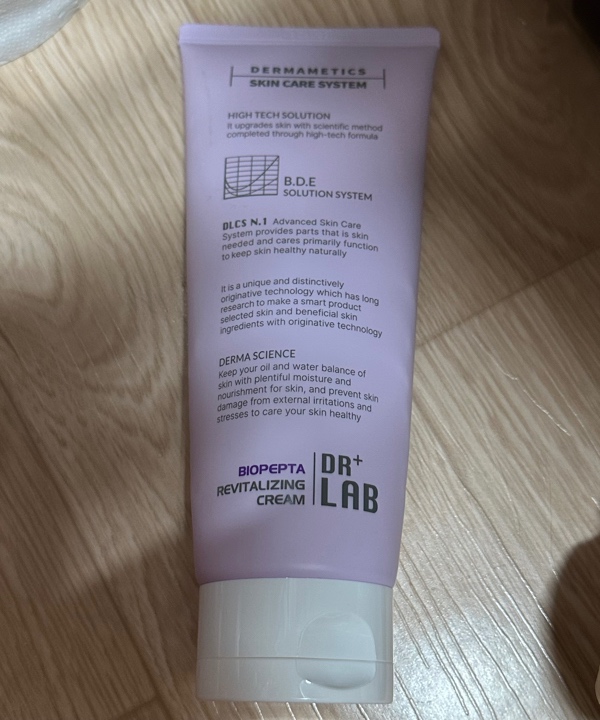 DERMAMETICS
SKIN CARE SYSTEM
HIGH TECH SOLUTION
It upgrades skin with scientific method
completed through high-tech formula
B.D.E
SOLUTION SYSTEM
DLCS N.1 Advanced Skin Care
System provides parts that is skin
needed and cares primarily function
to keep skin healthy naturally
It is a unique and distinctively
originative technology which has long
research to make a smart product
selected skin and beneficial skin
ingredients with originative technology
DERMA SCIENCE
Keep your oil and water balance of
skin with plentiful moisture and
nourishment for skin, and prevent skin
damage from external irritations and
stresses to care your skin healthy
BIOPEPTA
REVITALIZING
CREAM
DR+
LAB